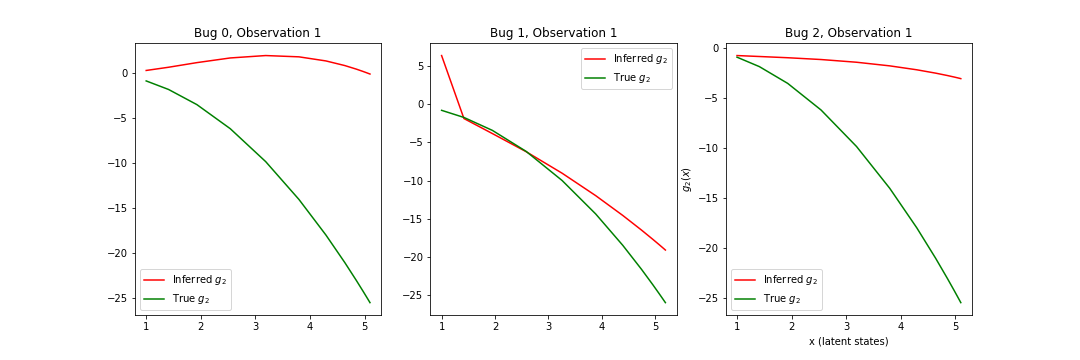 Bug 0, Observation 1
0
−5
−10
−15
−20
−25
1 2 3 4 5
Inferred g₂
True g₂
Bug 1, Observation 1
5
0
−5
−10
−15
−20
−25
1 2 3 4 5
Inferred g₂
True g₂
Bug 2, Observation 1
g₂(x)
0
−5
−10
−15
−20
−25
1 2 3 4 5
x (latent states)
Inferred g₂
True g₂